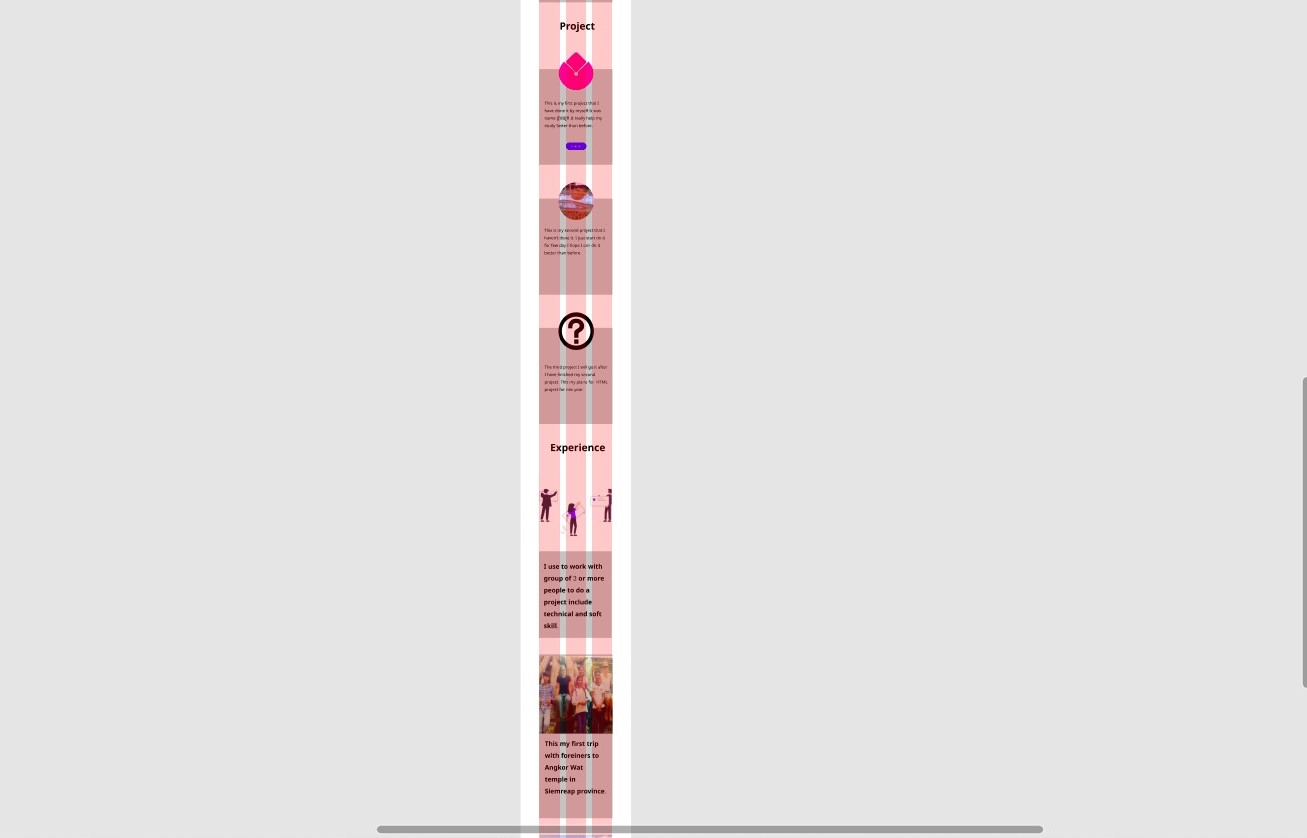 Project
This is my first project that I
have done it by myself it was
name it really help my
study better than before.
This is my second project that I
haven't done it. I just start do it
for few day I hope I can do it
better than before.
The third project I will do it after
I have finished my second
project. This my plane for HTML
project for nex year.
Experience
I use to work with
group of 3 or more
people to do a
project include
technical and soft
skill.
This my first trip
with foreiners to
Angkor Wat
temple in
Siemreap province.